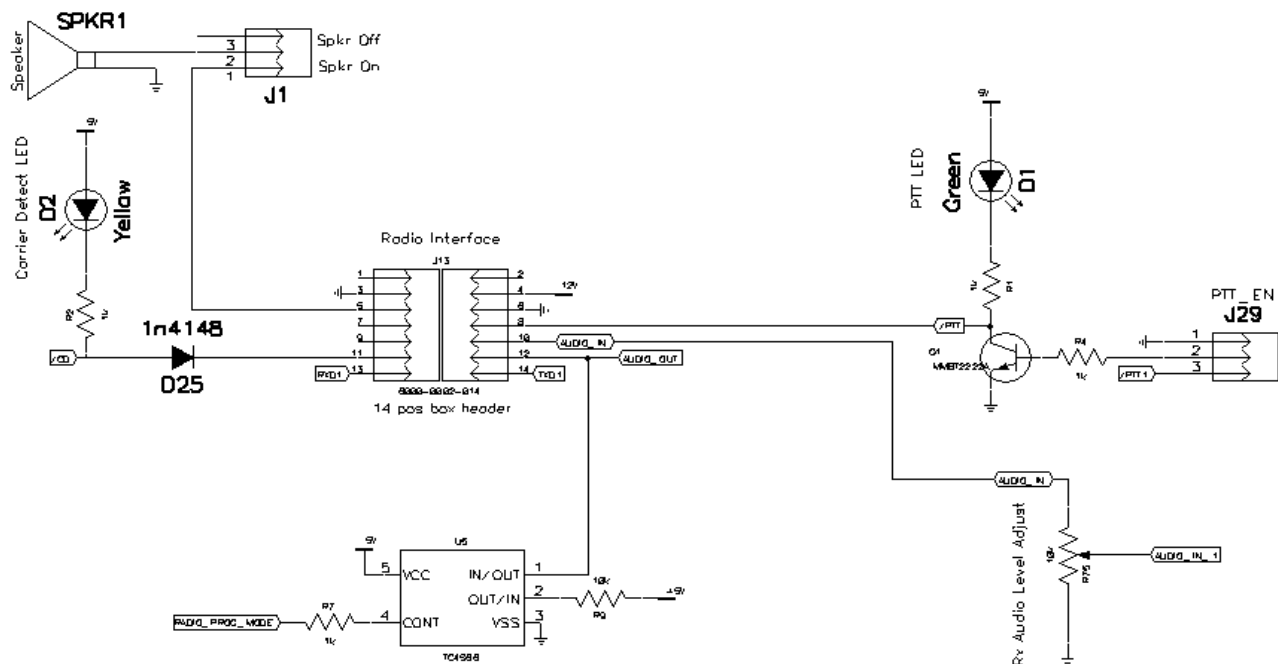 SPKR1
Speaker
3
2
1
Spkr Off
Spkr On
J1
9V
Carrier Detect LED
D2
Yellow
R2
1k
/CD
1n4148
D25
Radio Interface
J13
1
3
5
7
9
11
13
2
4
6
8
10
12
14
12V
RXD1
TXD1
AUDIO_IN
AUDIO_OUT
14 pos box header
9V
PTT LED
Green
D1
1k
R1
/PTT
Q1
R4
1k
PTT_EN
J29
1
2
3
/PTT1
AUDIO_IN
Rv Audio Level Adjust
10k
R75
AUDIO_IN_1
U5
9V
5
VCC
4
CONT
IN/OUT
1
OUT/IN
2
VSS
3
10k
R9
+9V
RADIO_PROG_MODE
R7
1k